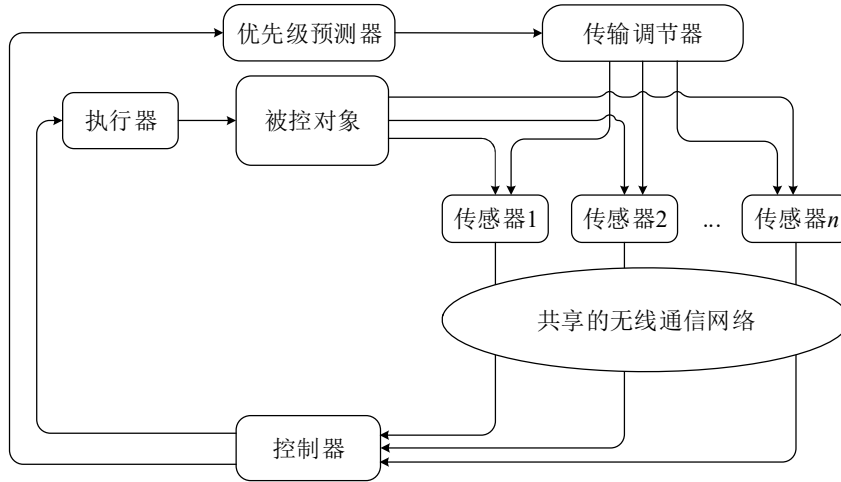 优先级预测器
传输调节器
执行器
被控对象
传感器1
传感器2
...
传感器n
共享的无线通信网络
控制器